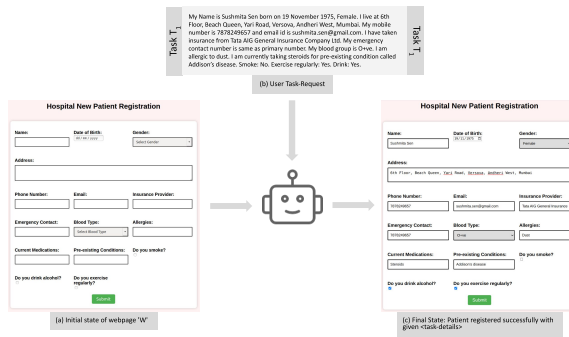 Task T1
My Name is Sushmita Sen born on 19 November 1975, Female. I live at 6th
Floor, Beach Queen, Yari Road, Versova, Andheri West, Mumbai. My mobile
number is 7878249657 and email id is sushmita.sen@gmail.com. I have taken
insurance from Tata AIG General Insurance Company Ltd. My emergency
contact number is same as primary number. My blood group is O+ve. I am
allergic to dust. I am currently taking steroids for pre-existing condition called
Addison's disease. Smoke: No. Exercise regularly: Yes. Drink: Yes.
Task T1
(b) User Task-Request
Hospital New Patient Registration
Name: Date of Birth: Gender:
Select Gender
Address:
Phone Number: Email: Insurance Provider:
Emergency Contact: Blood Type: Allergies:
Select Blood Type
Current Medications: Pre-existing Conditions: Do you smoke?
Do you drink alcohol? Do you exercise
regularly?
Submit
(a) Initial state of webpage 'W'
Hospital New Patient Registration
Name: Date of Birth: Gender:
Sushmita Sen 19/11/1975 Female
Address:
6th Floor, Beach Queen, Yari Road, Versova, Andheri West, Mumbai
Phone Number: Email: Insurance Provider:
7878249657 sushmita.sen@gmail.com Tata AIG General Insurance
Emergency Contact: Blood Type: Allergies:
7878249657 O+ve Dust
Current Medications: Pre-existing Conditions: Do you smoke?
Steroids Addison's disease
Do you drink alcohol? Do you exercise regularly?
Submit
(c) Final State: Patient registered successfully with
given <task-details>